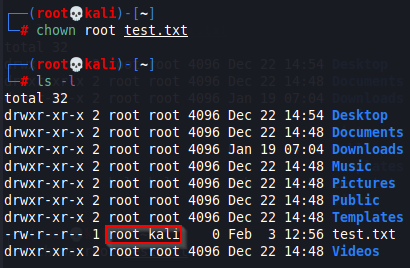 ┌──(root💀kali)-[~]
└─# chown root test.txt
┌──(root💀kali)-[~]
└─# ls -l
total 32
drwxr-xr-x 2 root root 4096 Dec 22 14:54 Desktop
drwxr-xr-x 2 root root 4096 Dec 22 14:48 Documents
drwxr-xr-x 2 root root 4096 Jan 19 07:04 Downloads
drwxr-xr-x 2 root root 4096 Dec 22 14:48 Music
drwxr-xr-x 2 root root 4096 Dec 22 14:48 Pictures
drwxr-xr-x 2 root root 4096 Dec 22 14:48 Public
drwxr-xr-x 2 root root 4096 Dec 22 14:48 Templates
-rw-r--r-- 1 root kali 0 Feb 3 12:56 test.txt
drwxr-xr-x 2 root root 4096 Dec 22 14:48 Videos